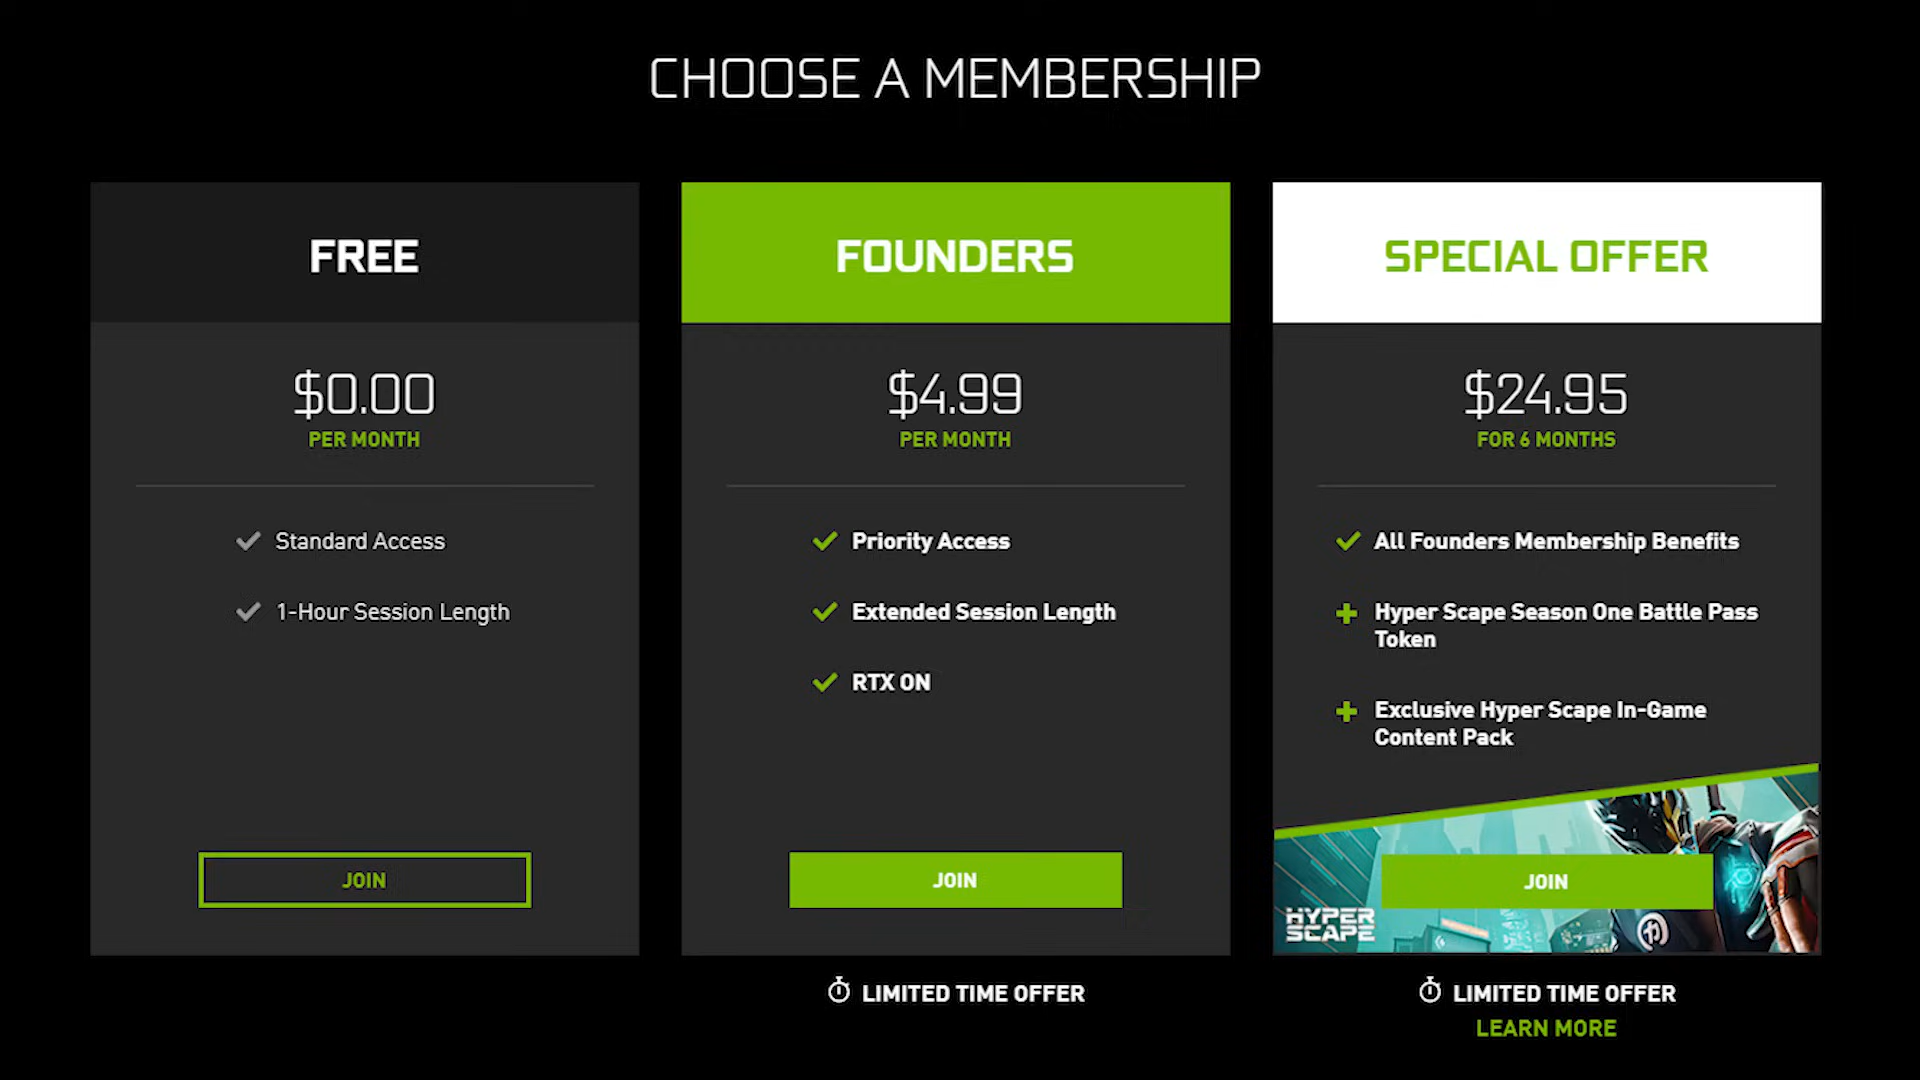 CHOOSE A MEMBERSHIP
FREE
$0.00
PER MONTH
Standard Access
1-Hour Session Length
JOIN
FOUNDERS
$4.99
PER MONTH
Priority Access
Extended Session Length
RTX ON
JOIN
LIMITED TIME OFFER
SPECIAL OFFER
$24.95
FOR 6 MONTHS
All Founders Membership Benefits
Hyper Scape Season One Battle Pass
Token
Exclusive Hyper Scape In-Game
Content Pack
JOIN
HYPER
SCAPE
LIMITED TIME OFFER
LEARN MORE